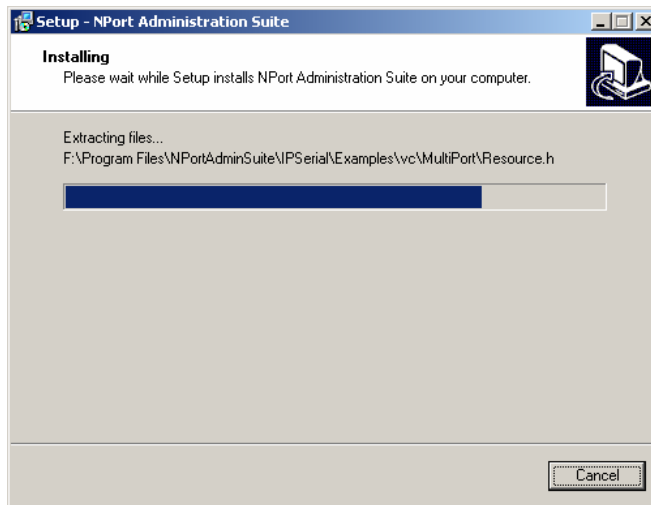 Setup - NPort Administration Suite
Installing
Please wait while Setup installs NPort Administration Suite on your computer.
Extracting files...
F:\Program Files\NPortAdminSuite\IPSerial\Examples\vc\MultiPort\Resource.h
Cancel